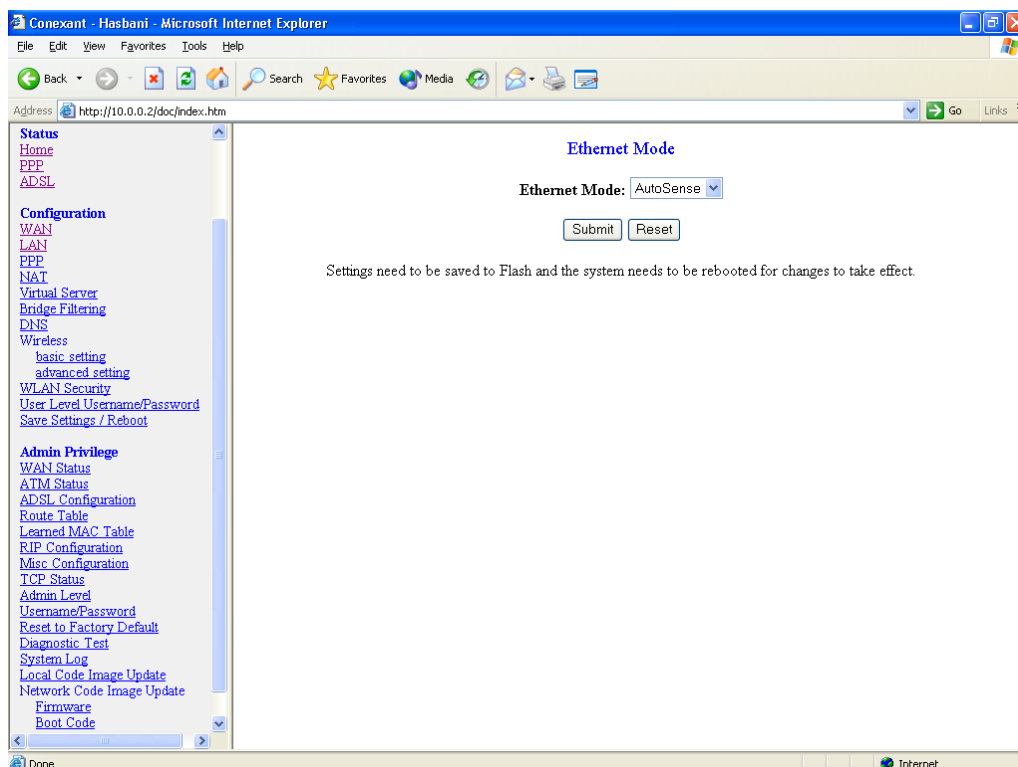 Conexant - Hasbani - Microsoft Internet Explorer
File Edit View Favorites Tools Help
Back Search Favorites Media
Address http://10.0.0.2/doc/index.htm Go Links
Status
Home
PPP
ADSL
Configuration
WAN
LAN
PPP
NAT
Virtual Server
Bridge Filtering
DNS
Wireless
basic setting
advanced setting
WLAN Security
User Level Username/Password
Save Settings / Reboot
Admin Privilege
WAN Status
ATM Status
ADSL Configuration
Route Table
Learned MAC Table
RIP Configuration
Misc Configuration
TCP Status
Admin Level
Username/Password
Reset to Factory Default
Diagnostic Test
System Log
Local Code Image Update
Network Code Image Update
Firmware
Boot Code
Ethernet Mode
Ethernet Mode: AutoSense
Submit Reset
Settings need to be saved to Flash and the system needs to be rebooted for changes to take effect.
Done Internet